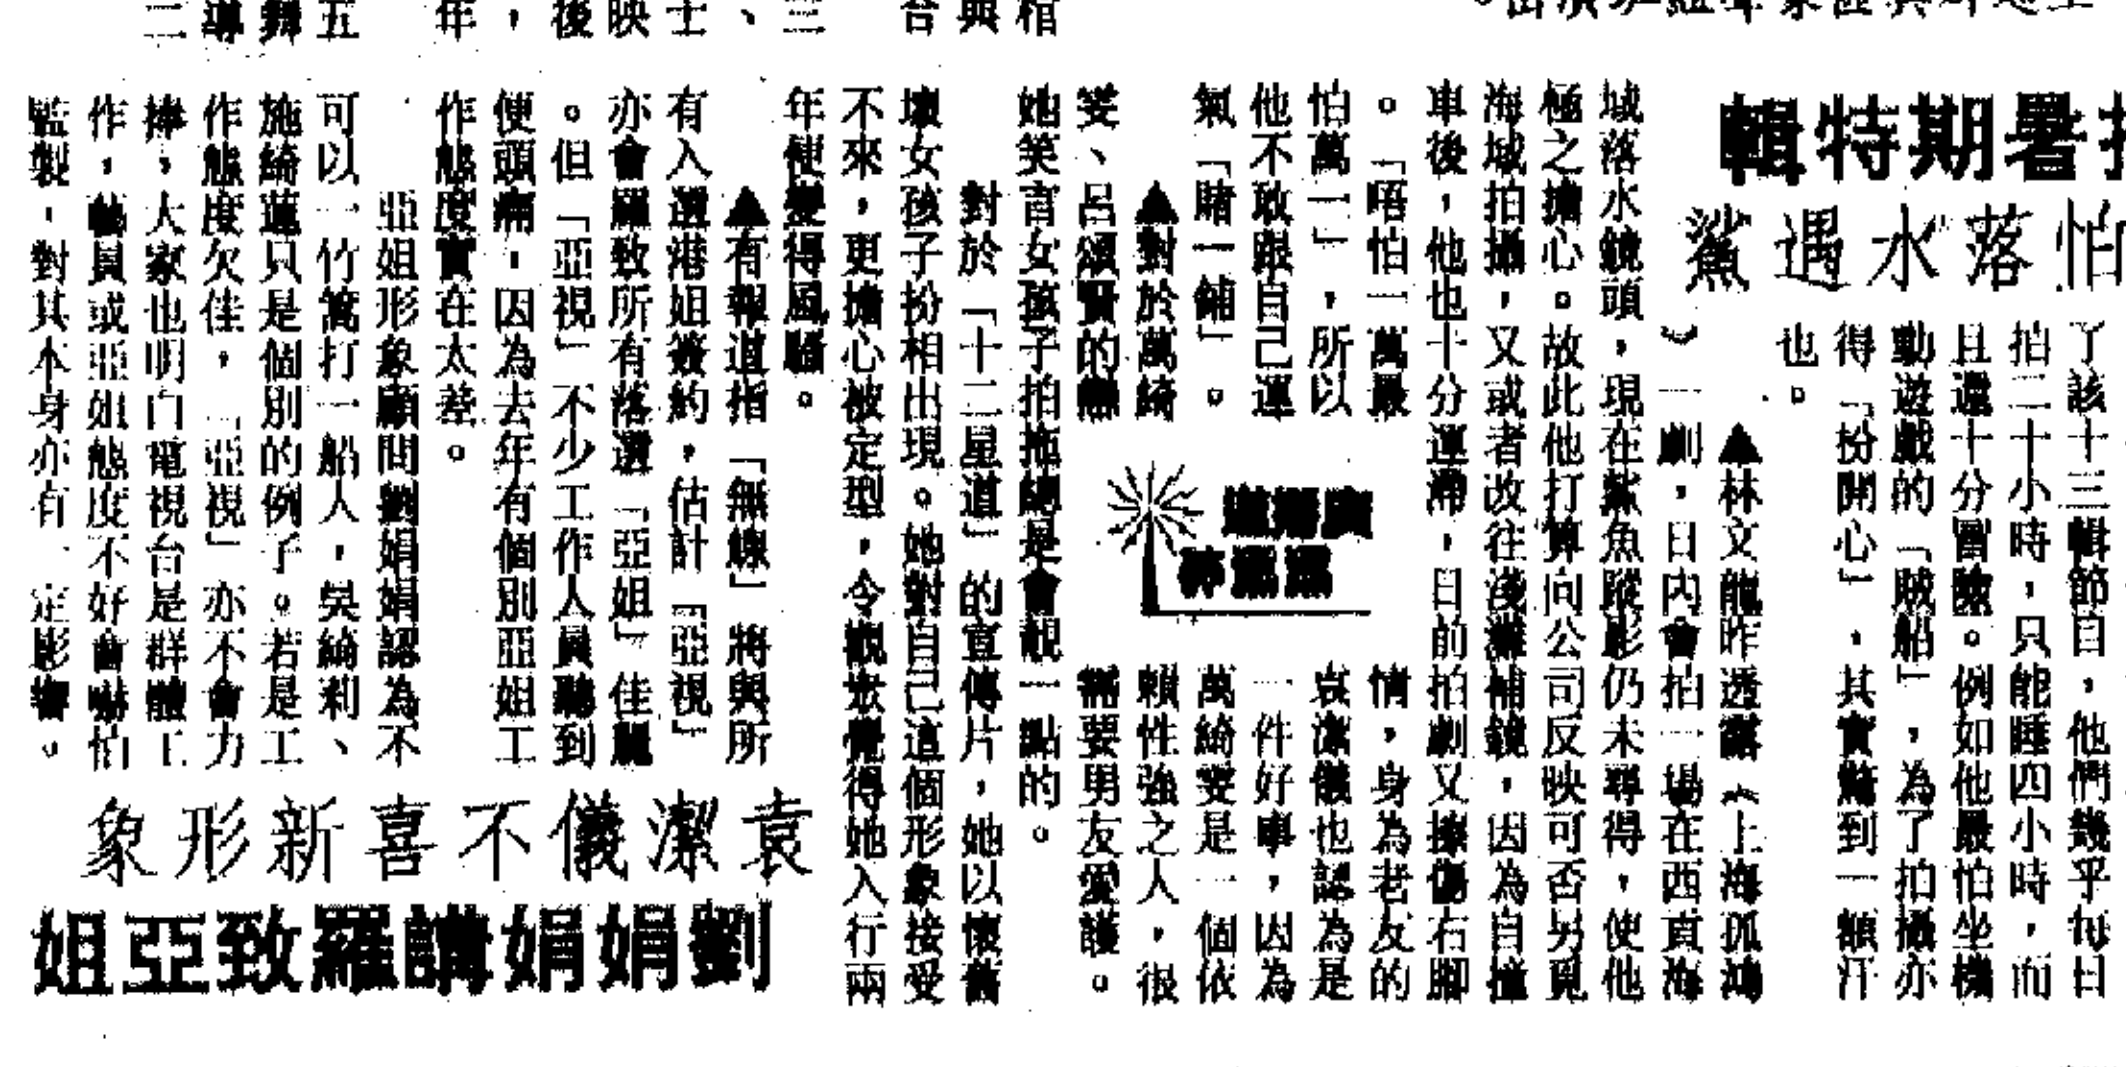 暑期特輯
怕落水遇鯊
了該十三輯節目，他們幾乎每日
拍二十小時，只能睡四小時，而
且還十分冒險。例如他最怕坐機
動遊戲的「賊船」，為了拍攝亦
得「扮開心」，其實驚到一額汗
也。
▲林文龍昨透露︵上海孤鴻
︶一劇，日內會拍一場在西貢海
域落水鏡頭，現在鯊魚蹤影仍未尋得，使他
極之擔心。故此他打算向公司反映可否另覓
海域拍攝，又或者改往淺灘補鏡，因為自撞
車後，他也十分運滯，日前拍劇又擦傷右腳
。「唔怕一萬最
怕萬一」，所以
他不敢跟自己運
氣「賭一鋪」。
▲對於萬綺
雯、呂頌賢的戀
情，身為老友的
袁潔儀也認為是
一件好事，因為
萬綺雯是一個依
賴性強之人，很
需要男友愛護。
她笑言女孩子拍拖總是會靚一點的。
對於「十二星道」的宣傳片，她以懷舊
壞女孩子扮相出現。她對自己這個形象接受
不來，更擔心被定型，令觀眾覺得她入行兩
年便變得風騷。
袁潔儀不喜新形象
劉娟娟講羅致亞姐
▲有報道指「無綫」將與所
有入選港姐簽約，估計「亞視」
亦會羅致所有落選「亞姐」佳麗
。但「亞視」不少工作人員聽到
便頭痛，因為去年有個別亞姐工
作態度實在太差。
亞姐形象顧問劉娟娟認為不
可以一竹篙打一船人，吳綺莉、
施綺蓮只是個別的例子。若是工
作態度欠佳，「亞視」亦不會力
捧，大家也明白電視台是群體工
作，藝員或亞姐態度不好會嚇怕
監製，對其本身亦有一定影響。